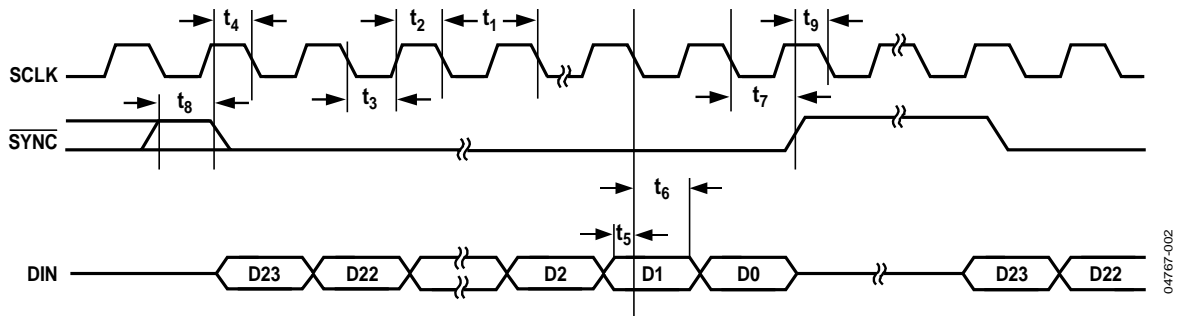 t4 t2 t1 t9
SCLK
t8 t3 t7
SYNC
t6
t5
DIN D23 D22 D2 D1 D0 D23 D22
04767-002